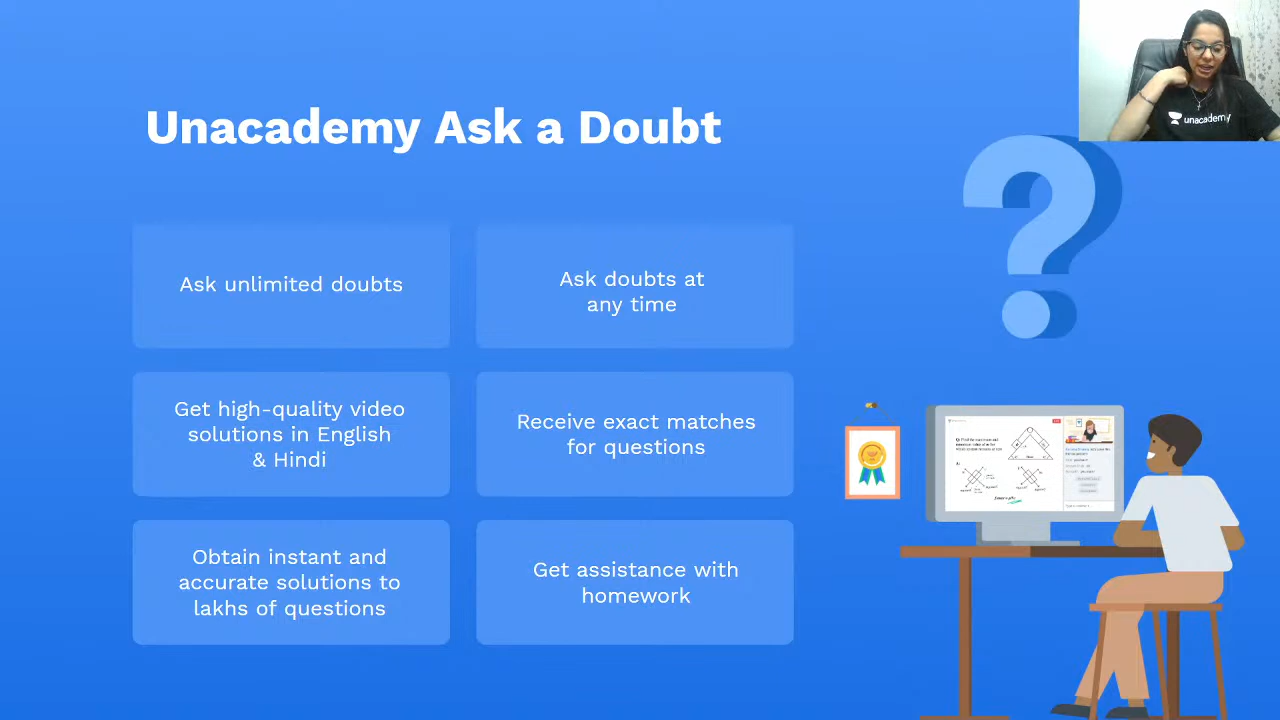 unacademy
Unacademy Ask a Doubt
Ask unlimited doubts
Ask doubts at
any time
Get high-quality video
solutions in English
& Hindi
Receive exact matches
for questions
Obtain instant and
accurate solutions to
lakhs of questions
Get assistance with
homework